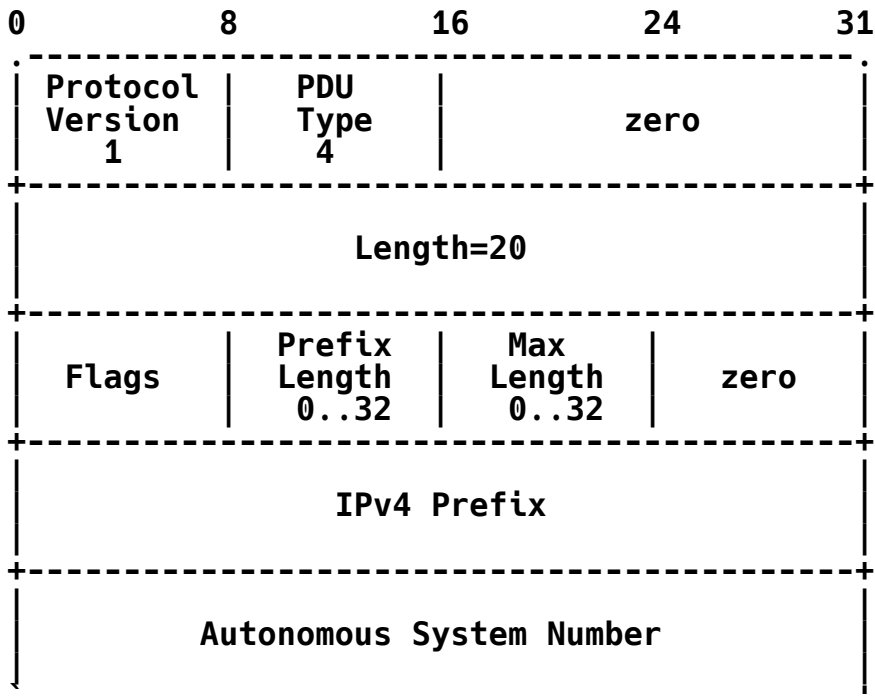 0 8 16 24 31
.-------------------------------------------.
| Protocol | PDU | |
| Version | Type | zero |
| 1 | 4 | |
+-------------------------------------------+
| |
| Length=20 |
| |
+-------------------------------------------+
| | Prefix | Max | |
| Flags | Length | Length | zero |
| | 0..32 | 0..32 | |
+-------------------------------------------+
| |
| IPv4 Prefix |
| |
+-------------------------------------------+
| |
| Autonomous System Number |
| |